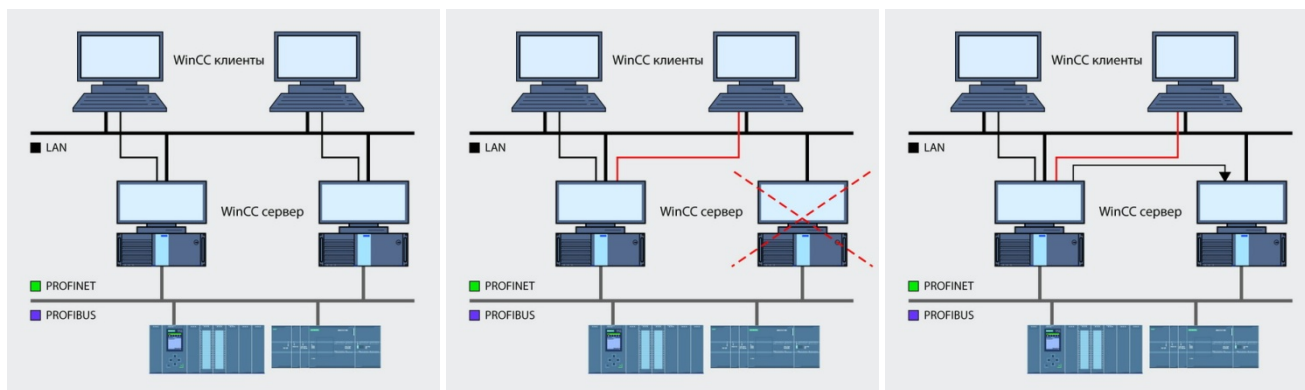 WinCC клиенты
LAN
WinCC сервер
PROFINET
PROFIBUS
WinCC клиенты
LAN
WinCC сервер
PROFINET
PROFIBUS
WinCC клиенты
LAN
WinCC сервер
PROFINET
PROFIBUS